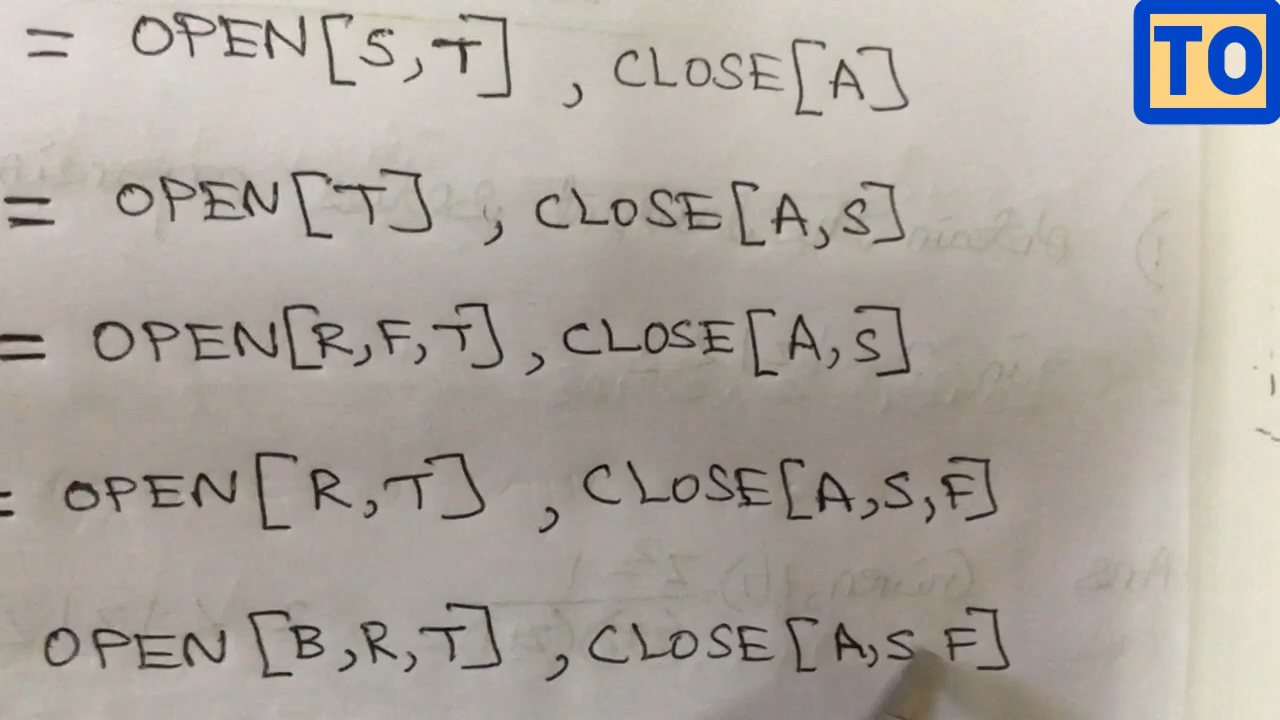 TO
= OPEN[S,T] , CLOSE[A]
= OPEN[T] , CLOSE[A,S]
= OPEN[R,F,T] , CLOSE[A,S]
= OPEN[R,T] , CLOSE[A,S,F]
OPEN[B,R,T] , CLOSE[A,S F]